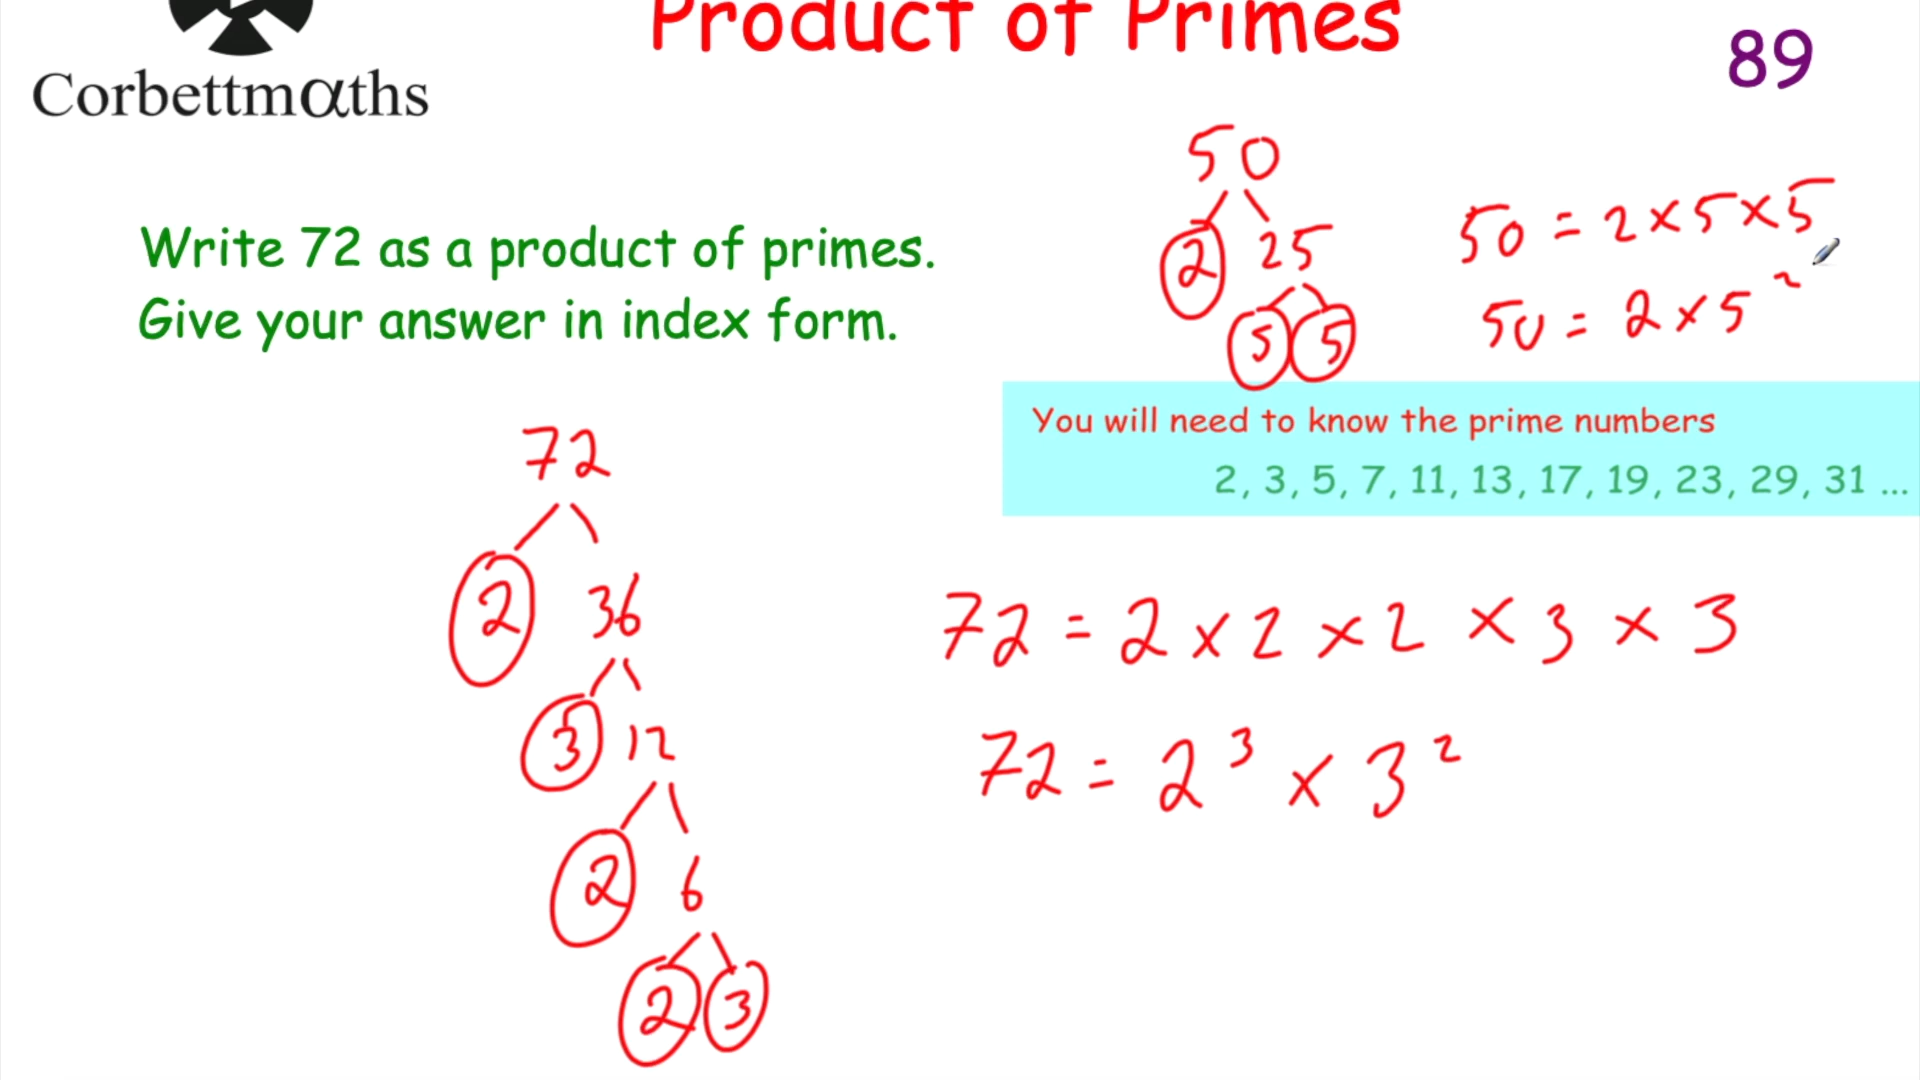 Product of Primes
Corbettmαths
89
Write 72 as a product of primes.
Give your answer in index form.
50
2 25
5 5
50 = 2 × 5 × 5
50 = 2 × 5²
You will need to know the prime numbers
2, 3, 5, 7, 11, 13, 17, 19, 23, 29, 31 ...
72
2 36
3 12
2 6
2 3
72 = 2 × 2 × 2 × 3 × 3
72 = 2³ × 3²